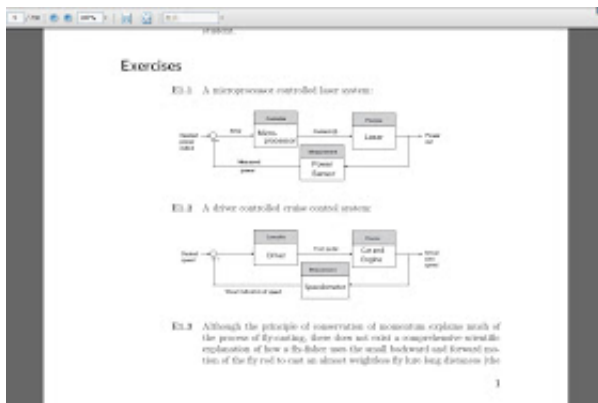 student.
Exercises
E1.1 A microprocessor controlled laser system:
Controller
Process
Error
Micro-
processor
Current i(t)
Laser
Power
out
Measurement
Measured
power
Power
Sensor
E1.2 A driver controlled cruise control system:
Controller
Process
Driver
Car and
Engine
Measurement
Speedometer
Visual indication of speed
E1.3 Although the principle of conservation of momentum explains much of
the process of fly-casting, there does not exist a comprehensive scientific
explanation of how a fly-fisher uses the small backward and forward mo-
tion of the fly rod to cast an almost weightless fly lure long distances (the
1